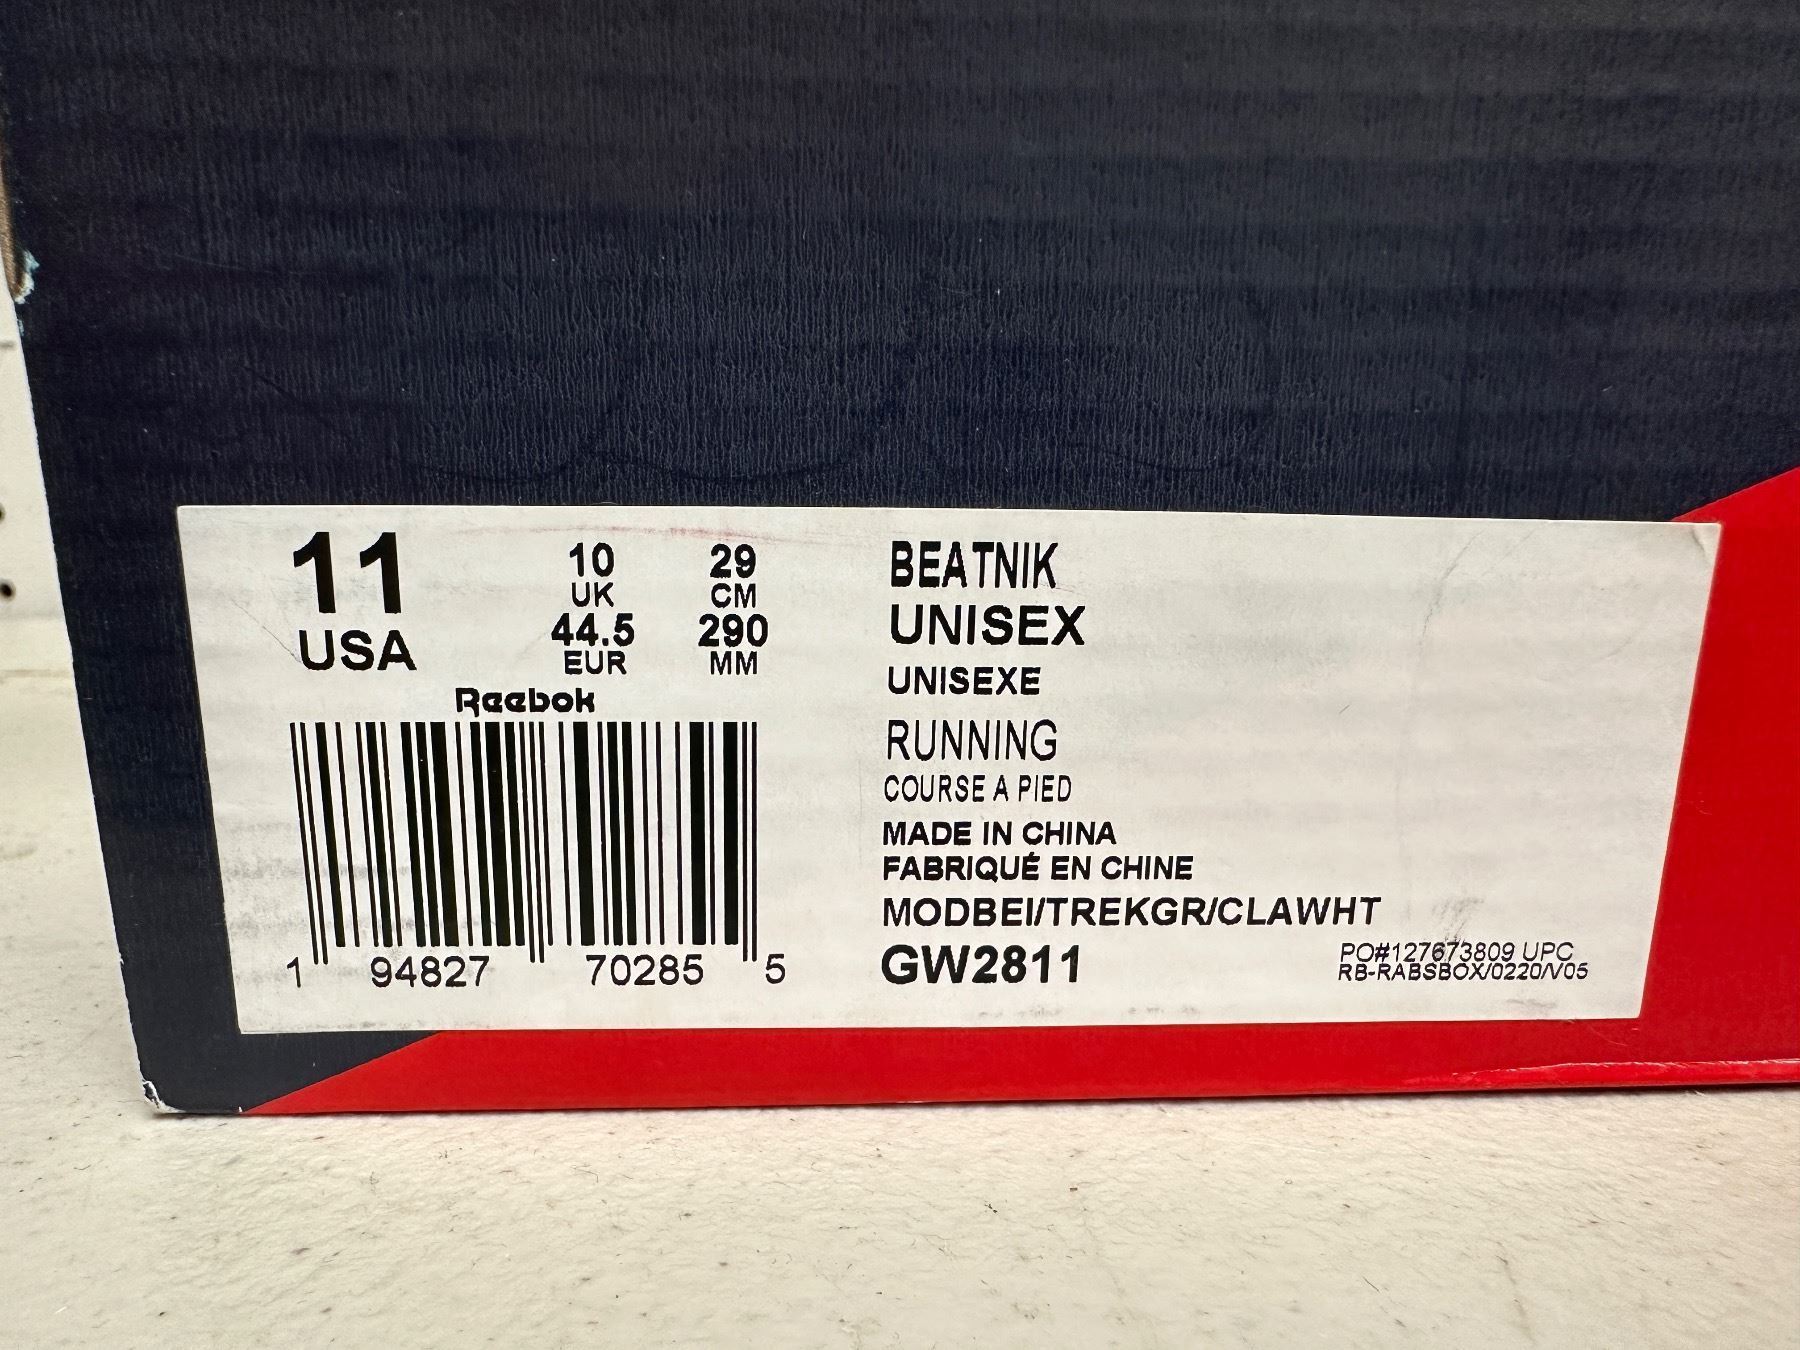 11
USA
10
UK
44.5
EUR
29
CM
290
MM
Reebok
1 94827 70285 5
BEATNIK
UNISEX
UNISEXE
RUNNING
COURSE A PIED
MADE IN CHINA
FABRIQUÉ EN CHINE
MODBEI/TREKGR/CLAWHT
GW2811
PO#127673809 UPC
RB-RABSBOX/0220/V05